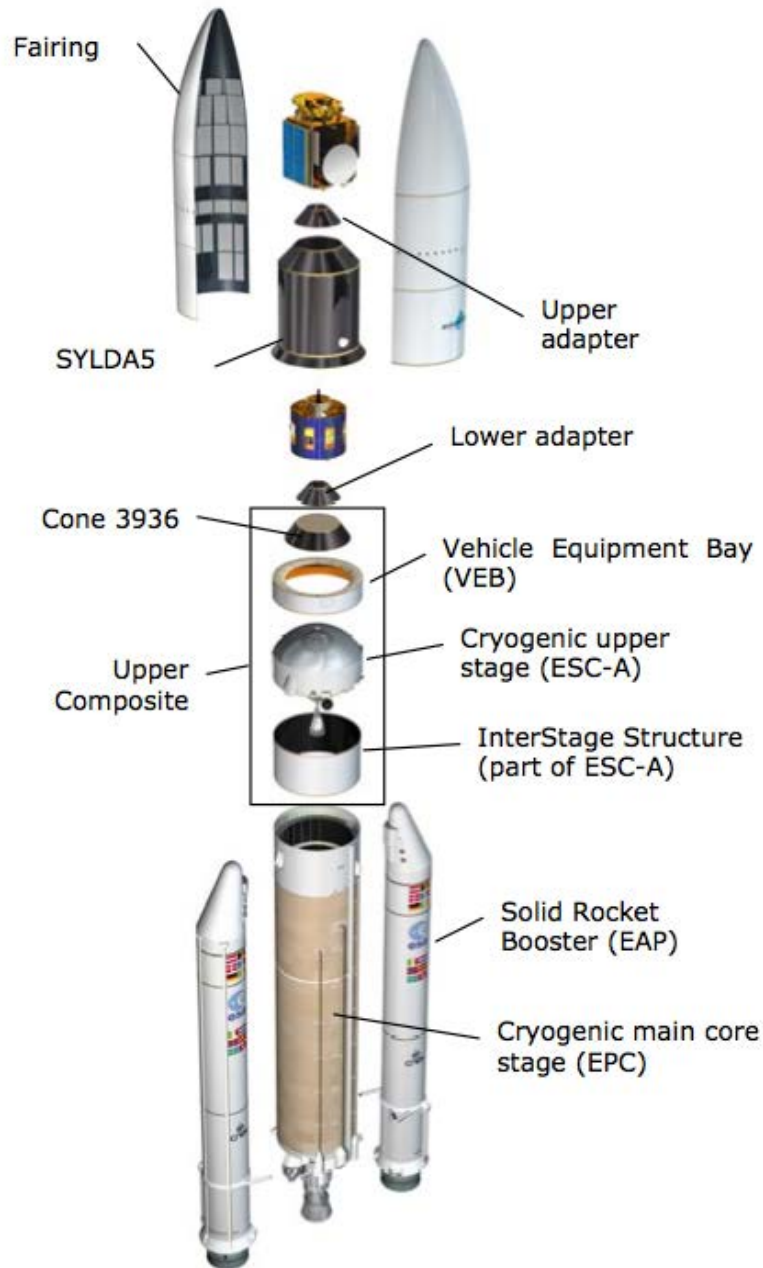 Fairing
Upper
adapter
SYLDA5
Lower adapter
Cone 3936
Vehicle Equipment Bay
(VEB)
Cryogenic upper
stage (ESC-A)
Upper
Composite
InterStage Structure
(part of ESC-A)
Solid Rocket
Booster (EAP)
Cryogenic main core
stage (EPC)